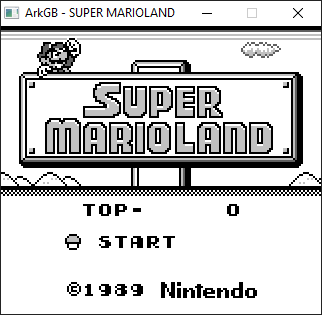 ArkGB - SUPER MARIOLAND
SUPER
MARIOLAND
TOP- 0
START
©1989 Nintendo